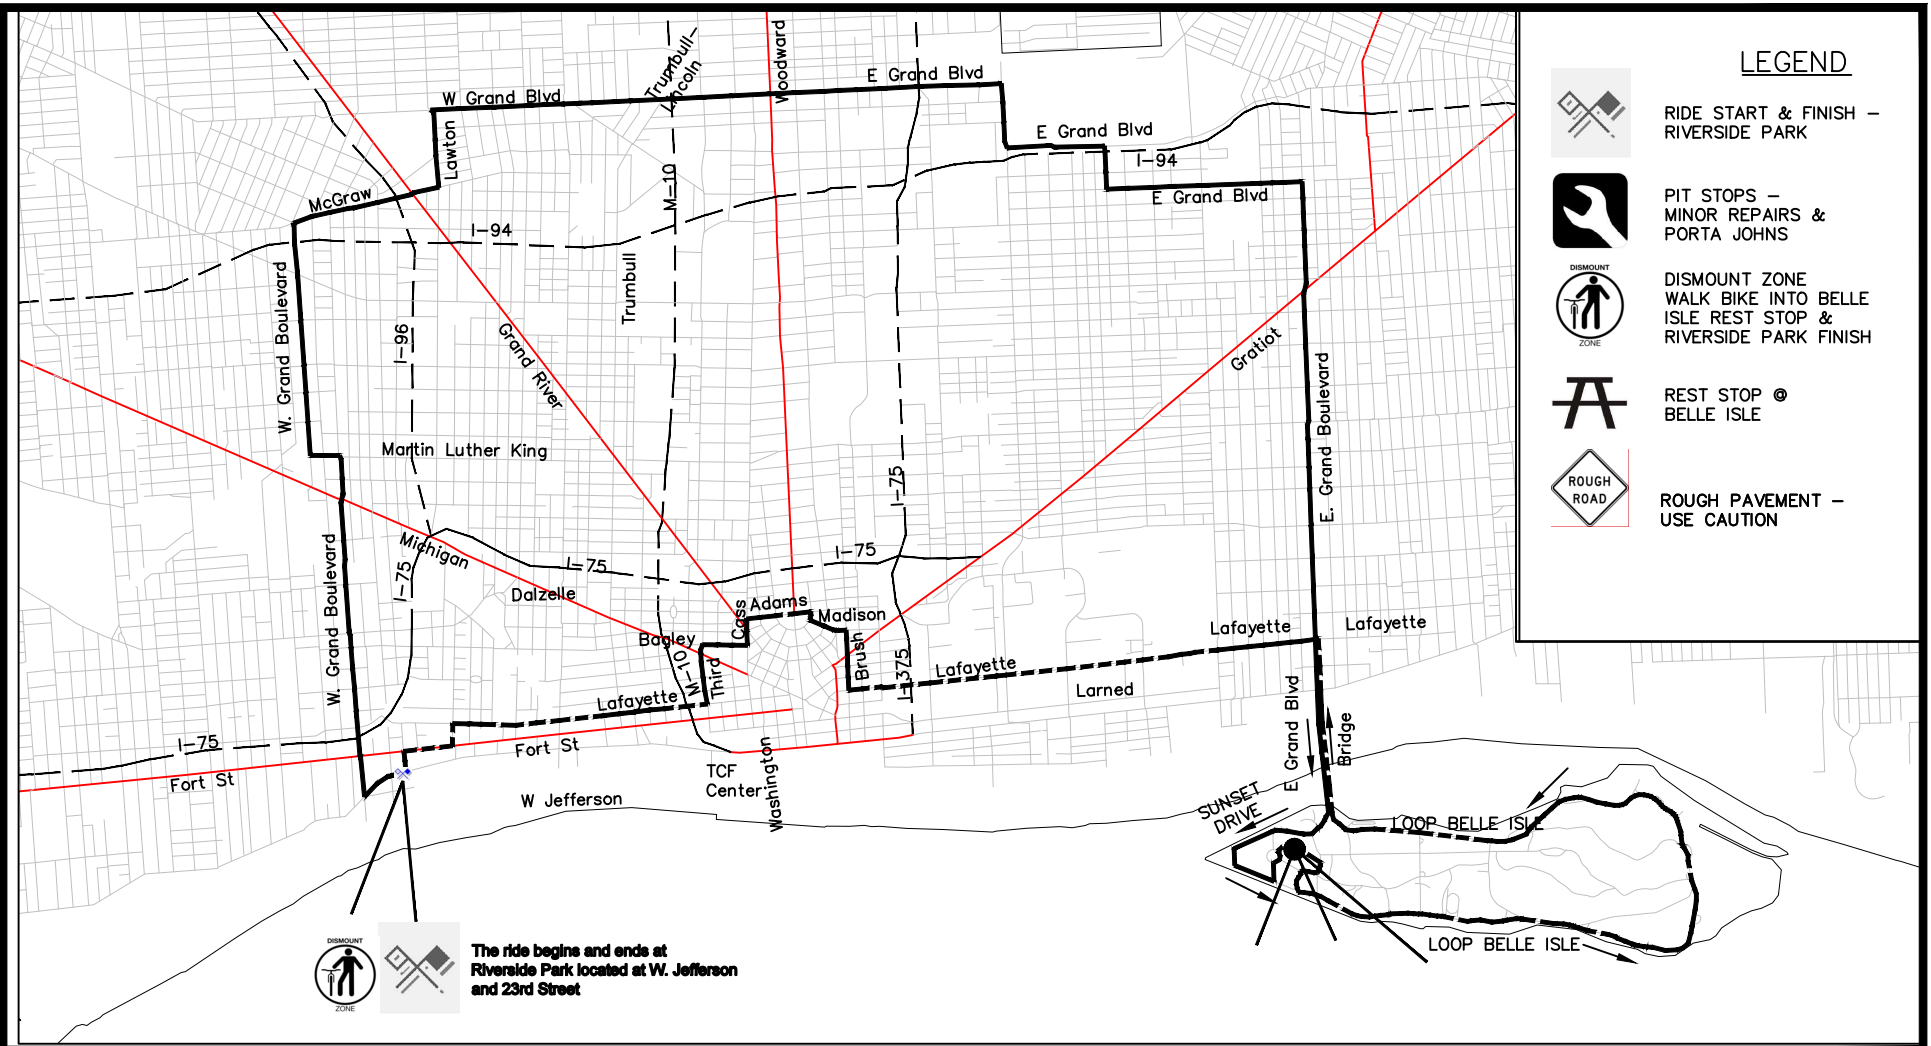 Trumbull-
Lincoln
Woodward
E Grand Blvd
W Grand Blvd
Lawton
E Grand Blvd
I-94
E Grand Blvd
McGraw
M-10
I-94
W. Grand Boulevard
Trumbull
I-96
Grand River
Gratiot
E. Grand Boulevard
Martin Luther King
I-75
Michigan
I-75
I-75
I-75
Dalzelle
W. Grand Boulevard
Cass
Adams
Madison
Bagley
Brush
Lafayette
Lafayette
M-10
Third
I-375
Lafayette
Larned
Lafayette
E Grand Blvd
Bridge
I-75
Fort St
Fort St
TCF
Center
Washington
W Jefferson
SUNSET
DRIVE
LOOP BELLE ISLE
LOOP BELLE ISLE
DISMOUNT
ZONE
The ride begins and ends at
Riverside Park located at W. Jefferson
and 23rd Street
LEGEND
RIDE START & FINISH -
RIVERSIDE PARK
PIT STOPS -
MINOR REPAIRS &
PORTA JOHNS
DISMOUNT
ZONE
DISMOUNT ZONE
WALK BIKE INTO BELLE
ISLE REST STOP &
RIVERSIDE PARK FINISH
REST STOP @
BELLE ISLE
ROUGH
ROAD
ROUGH PAVEMENT -
USE CAUTION